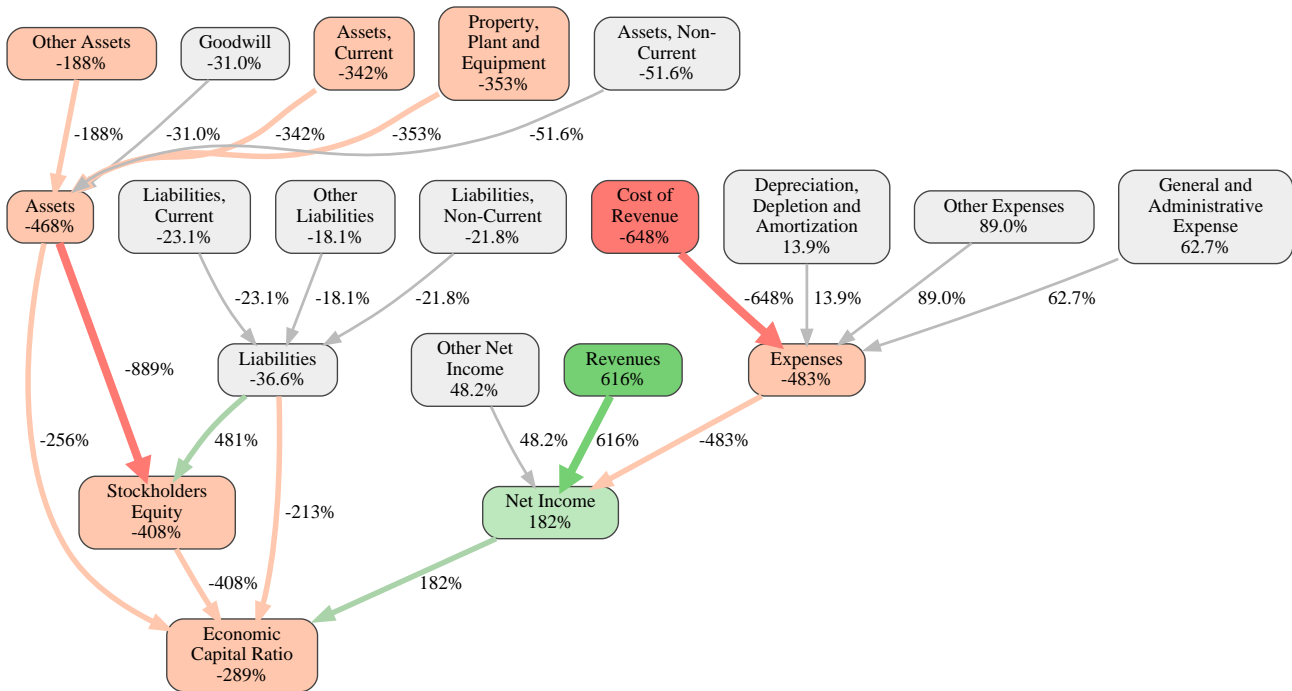 Other Assets
-188%
Goodwill
-31.0%
Assets,
Current
-342%
Property,
Plant and
Equipment
-353%
Assets, Non-
Current
-51.6%
-188%
-31.0%
-342%
-353%
-51.6%
Assets
-468%
Liabilities,
Current
-23.1%
Other
Liabilities
-18.1%
Liabilities,
Non-Current
-21.8%
Cost of
Revenue
-648%
Depreciation,
Depletion and
Amortization
13.9%
Other Expenses
89.0%
General and
Administrative
Expense
62.7%
-23.1%
-18.1%
-21.8%
-648%
13.9%
89.0%
62.7%
-889%
Liabilities
-36.6%
Other Net
Income
48.2%
Revenues
616%
Expenses
-483%
-256%
481%
48.2%
616%
-483%
Stockholders
Equity
-408%
-213%
Net Income
182%
-408%
182%
Economic
Capital Ratio
-289%